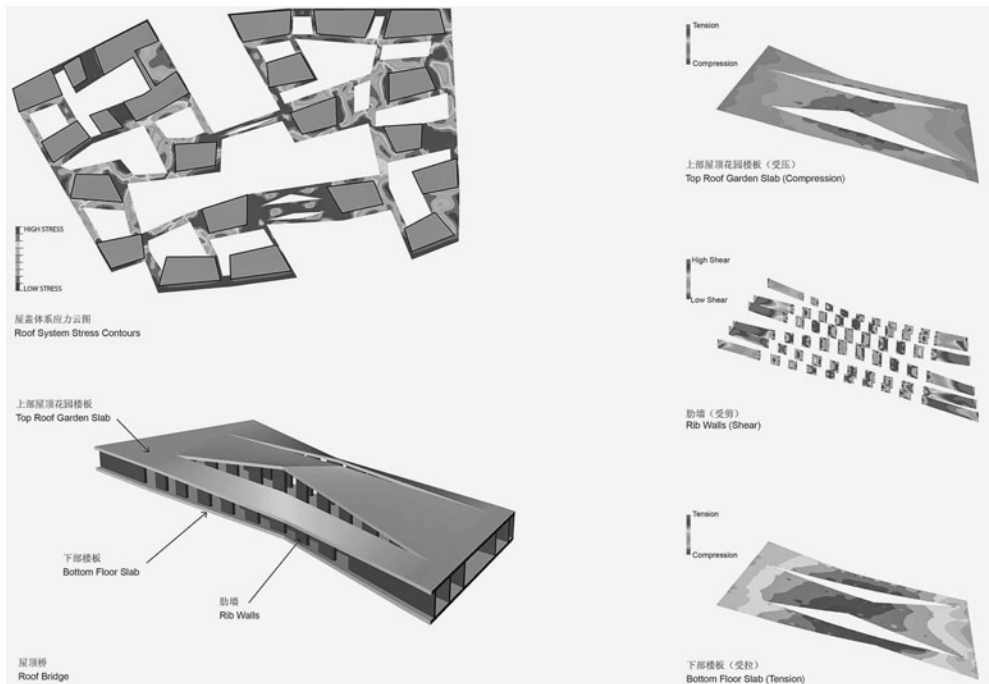 HIGH STRESS
LOW STRESS
屋盖体系应力云图
Roof System Stress Contours
上部屋顶花园楼板
Top Roof Garden Slab
下部楼板
Bottom Floor Slab
肋墙
Rib Walls
屋顶桥
Roof Bridge
Tension
Compression
上部屋顶花园楼板（受压）
Top Roof Garden Slab (Compression)
High Shear
Low Shear
肋墙（受剪）
Rib Walls (Shear)
Tension
Compression
下部楼板（受拉）
Bottom Floor Slab (Tension)